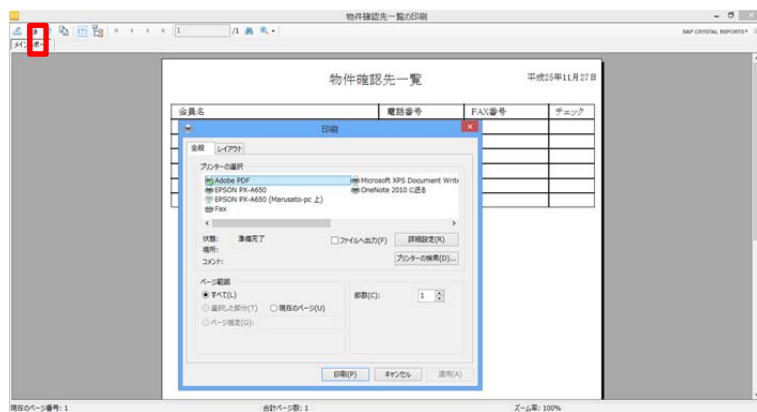 物件確認先一覧の印刷
1 /1
SAP CRYSTAL REPORTS®
メインレポート
物件確認先一覧
平成25年11月27日
会員名 電話番号 FAX番号 チェック
印刷
全般 レイアウト
プリンターの選択
Adobe PDF Microsoft XPS Document Write
EPSON PX-A650 OneNote 2010 に送る
EPSON PX-A650 (Marusato-pc 上)
Fax
状態: 準備完了 ファイルへ出力(F) 詳細設定(R)
場所:
コメント: プリンターの検索(D)...
ページ範囲
すべて(L) 部数(C): 1
選択した部分(T) 現在のページ(U)
ページ指定(G):
印刷(P) キャンセル 適用(A)
現在のページ番号: 1 合計ページ数: 1 ズーム率: 100%